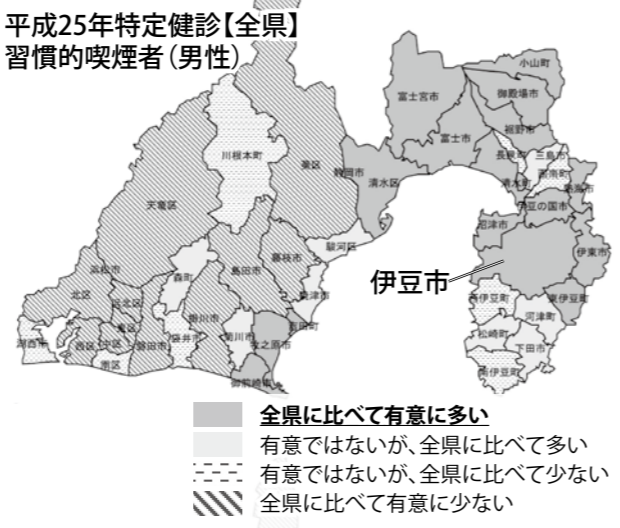 平成25年特定健診【全県】
習慣的喫煙者（男性）
小山町
富士宮市
御殿場市
裾野市
富士市
川根本町
長泉町
三島市
葵区
静岡市
函南町
清水区
清水町
熱海市
天竜区
伊豆の国市
沼津市
駿河区
伊東市
藤枝市
浜松市
島田市
森町
伊豆市
北区
焼津市
西伊豆町
東伊豆町
浜北区
掛川市
河津町
吉田町
東区
松崎町
湖西市
西区
中区
磐田市
袋井市
菊川市
牧之原市
下田市
南区
南伊豆町
御前崎市
全県に比べて有意に多い
有意ではないが、全県に比べて多い
有意ではないが、全県に比べて少ない
全県に比べて有意に少ない